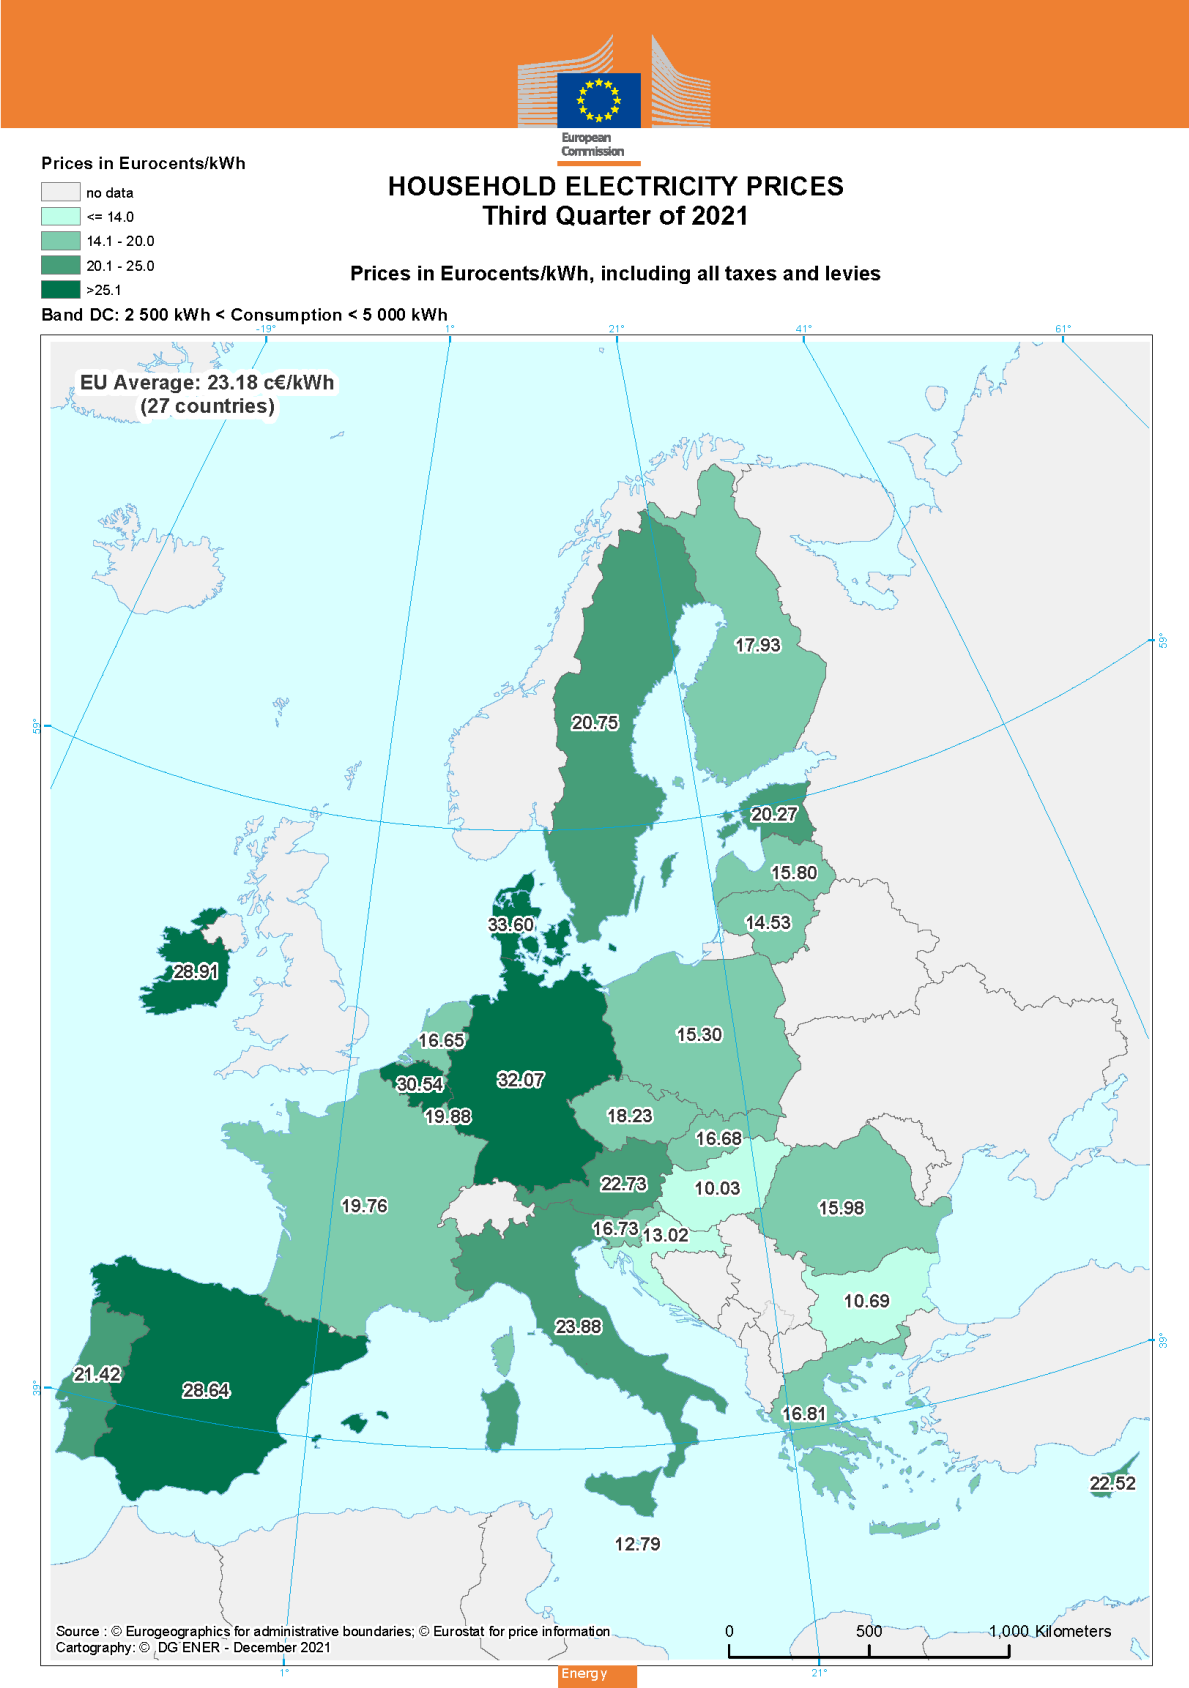 European
Commission
Prices in Eurocents/kWh
no data
<= 14.0
14.1 - 20.0
20.1 - 25.0
>25.1
HOUSEHOLD ELECTRICITY PRICES
Third Quarter of 2021
Prices in Eurocents/kWh, including all taxes and levies
Band DC: 2 500 kWh < Consumption < 5 000 kWh
-19°
1°
21°
41°
61°
EU Average: 23.18 c€/kWh
(27 countries)
59°
17.93
59°
20.75
20.27
15.80
14.53
33.60
28.91
15.30
16.65
32.07
30.54
19.88
18.23
16.68
22.73
10.03
19.76
15.98
16.73
13.02
10.69
23.88
39°
21.42
39°
28.64
16.81
22.52
12.79
Source : © Eurogeographics for administrative boundaries; © Eurostat for price information
Cartography: © DG ENER - December 2021
0
500
1,000 Kilometers
1°
Energy
21°